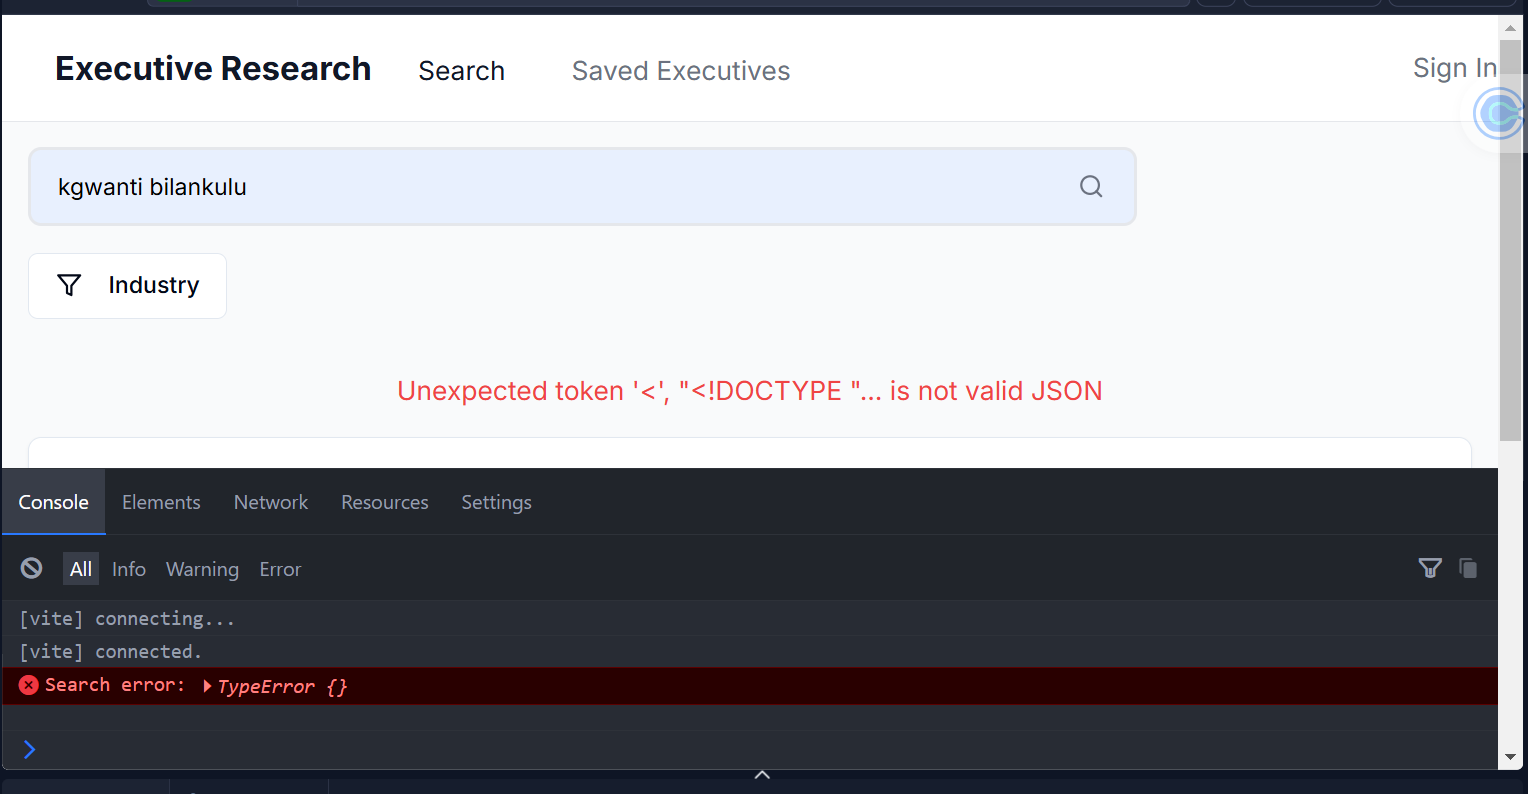 Executive Research
Search
Saved Executives
Sign In
kgwanti bilankulu
Industry
Unexpected token '<', "<!DOCTYPE "... is not valid JSON
Console
Elements
Network
Resources
Settings
All
Info
Warning
Error
[vite] connecting...
[vite] connected.
Search error: TypeError {}